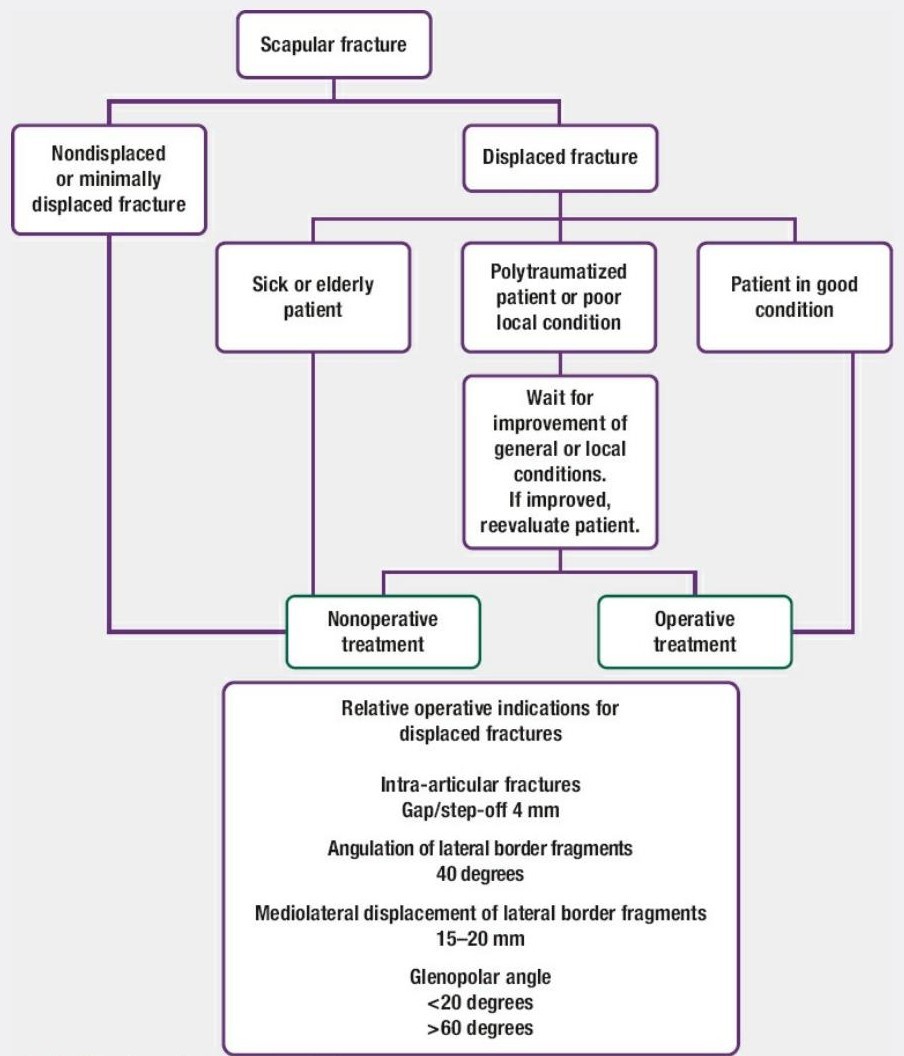 Scapular fracture
Nondisplaced
or minimally
displaced fracture
Displaced fracture
Sick or elderly
patient
Polytraumatized
patient or poor
local condition
Patient in good
condition
Wait for
improvement of
general or local
conditions.
If improved,
reevaluate patient.
Nonoperative
treatment
Operative
treatment
Relative operative indications for
displaced fractures
Intra-articular fractures
Gap/step-off 4 mm
Angulation of lateral border fragments
40 degrees
Mediolateral displacement of lateral border fragments
15–20 mm
Glenopolar angle
<20 degrees
>60 degrees